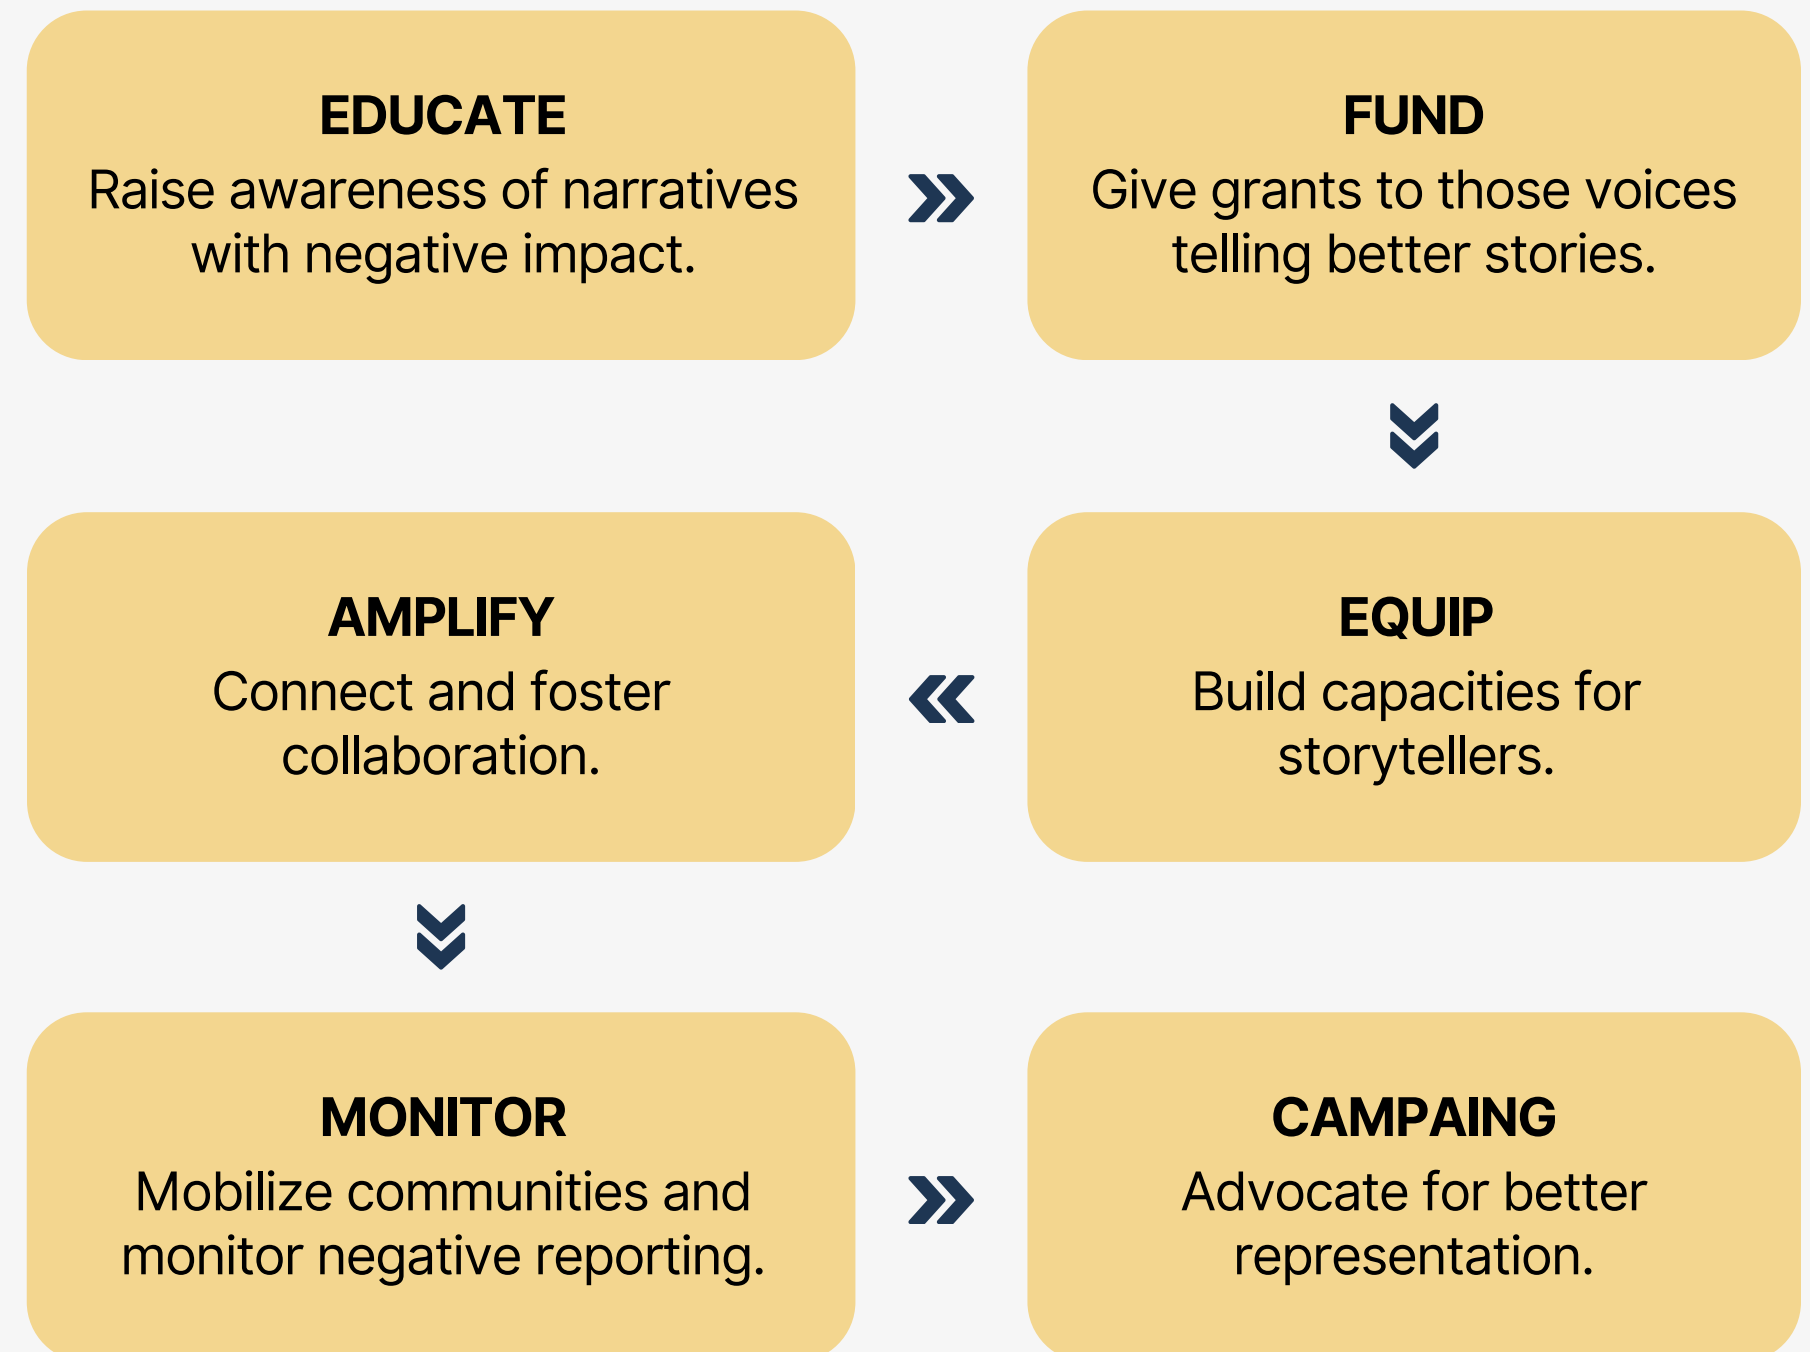 EDUCATE
Raise awareness of narratives
with negative impact.
FUND
Give grants to those voices
telling better stories.
EQUIP
Build capacities for
storytellers.
AMPLIFY
Connect and foster
collaboration.
MONITOR
Mobilize communities and
monitor negative reporting.
CAMPAING
Advocate for better
representation.